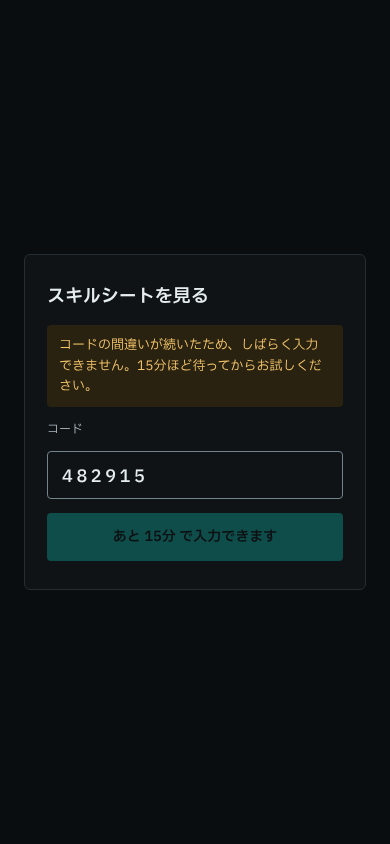 スキルシートを見る
コードの間違いが続いたため、しばらく入力
できません。15分ほど待ってからお試しくだ
さい。
コード
482915
あと 15分 で入力できます